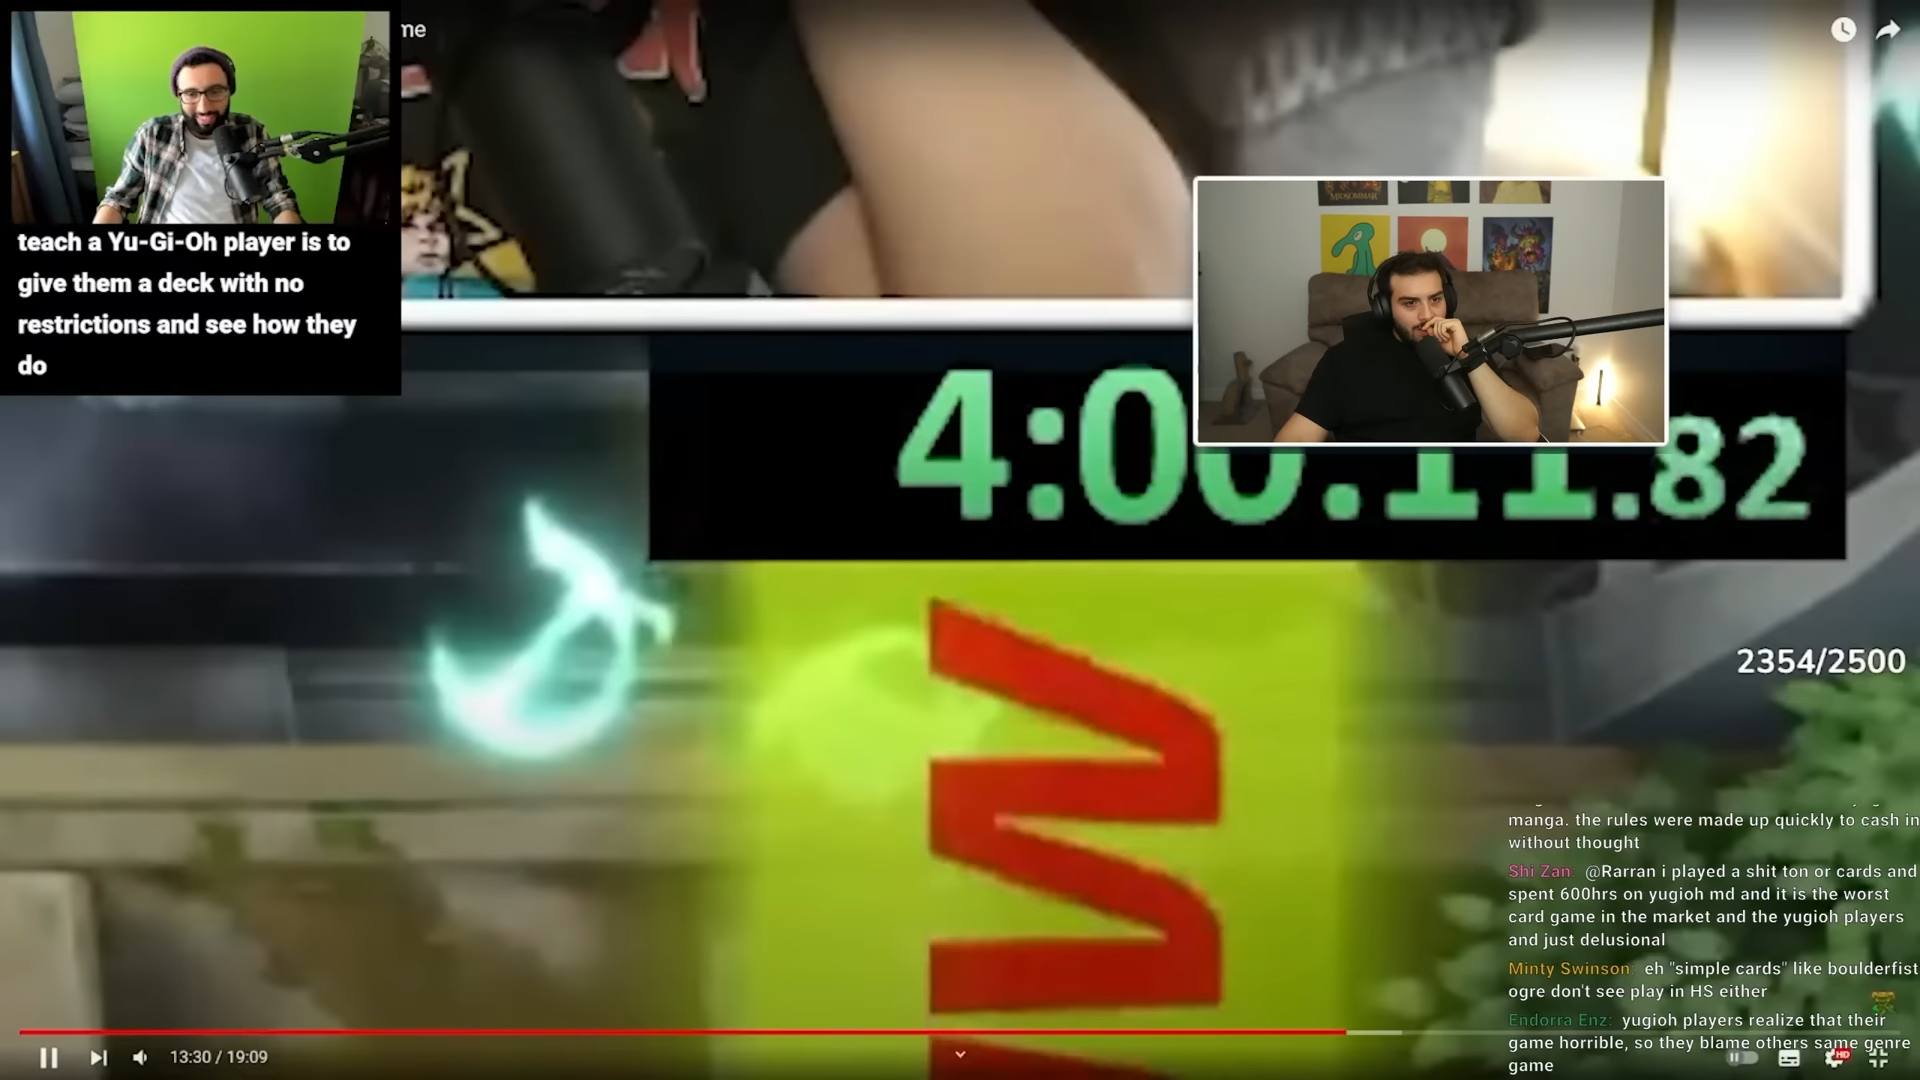 me
teach a Yu-Gi-Oh player is to
give them a deck with no
restrictions and see how they
do
MIDSOMMAR
4:00.11.82
2354/2500
manga. the rules were made up quickly to cash in
without thought
Shi Zan: @Rarran i played a shit ton or cards and
spent 600hrs on yugioh md and it is the worst
card game in the market and the yugioh players
and just delusional
Minty Swinson: eh "simple cards" like boulderfist
ogre don't see play in HS either
Endorra Enz: yugioh players realize that their
game horrible, so they blame others same genre
game
13:30 / 19:09
HD